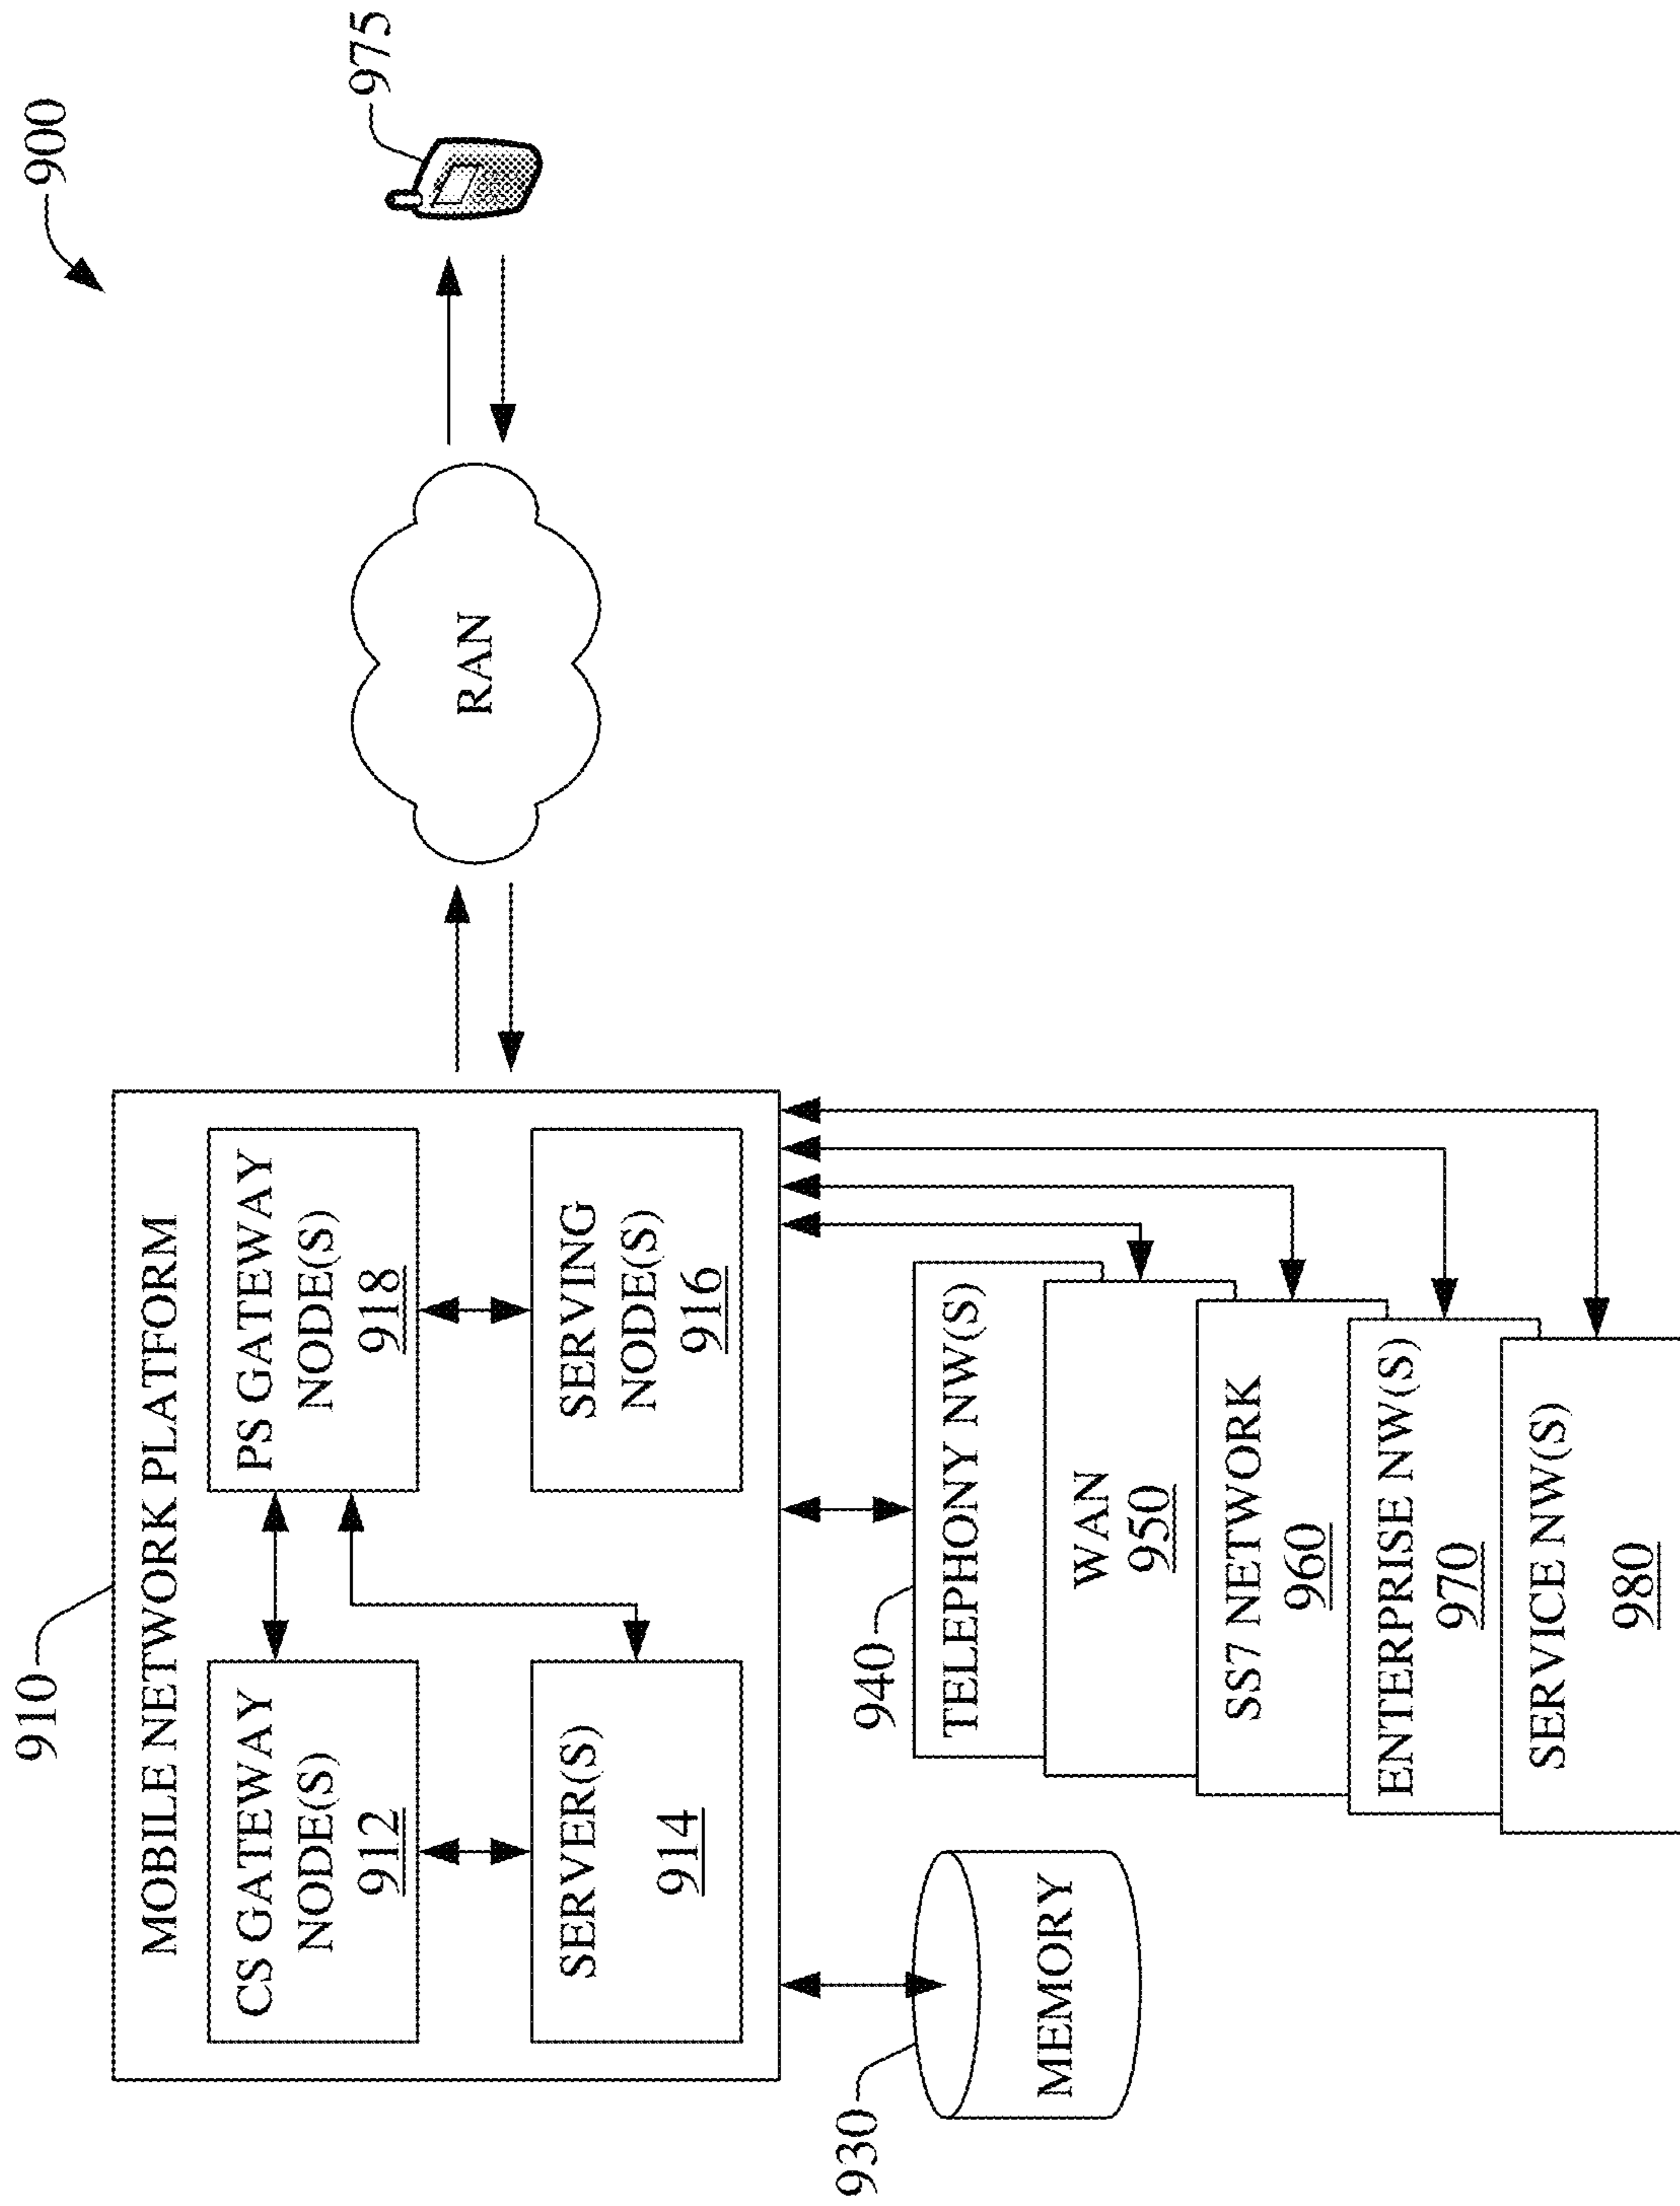 900
910
MOBILE NETWORK PLATFORM
CS GATEWAY
NODE(S)
912
PS GATEWAY
NODE(S)
918
SERVER(S)
914
SERVING
NODE(S)
916
RAN
975
930
MEMORY
940
TELEPHONY NW(S)
WAN
950
SS7 NETWORK
960
ENTERPRISE NW(S)
970
SERVICE NW(S)
980